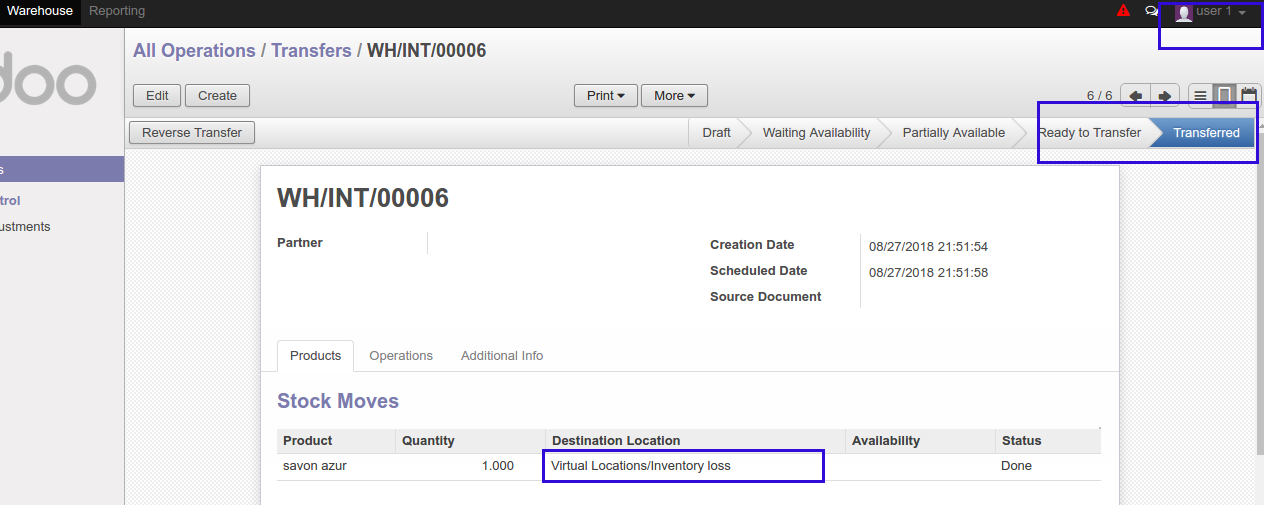 Warehouse Reporting user 1
All Operations / Transfers / WH/INT/00006
doo
Edit Create Print More 6 / 6
Reverse Transfer Draft Waiting Availability Partially Available Ready to Transfer Transferred
s
trol
ustments
WH/INT/00006
Partner
Creation Date 08/27/2018 21:51:54
Scheduled Date 08/27/2018 21:51:58
Source Document
Products Operations Additional Info
Stock Moves
Product Quantity Destination Location Availability Status
savon azur 1.000 Virtual Locations/Inventory loss Done